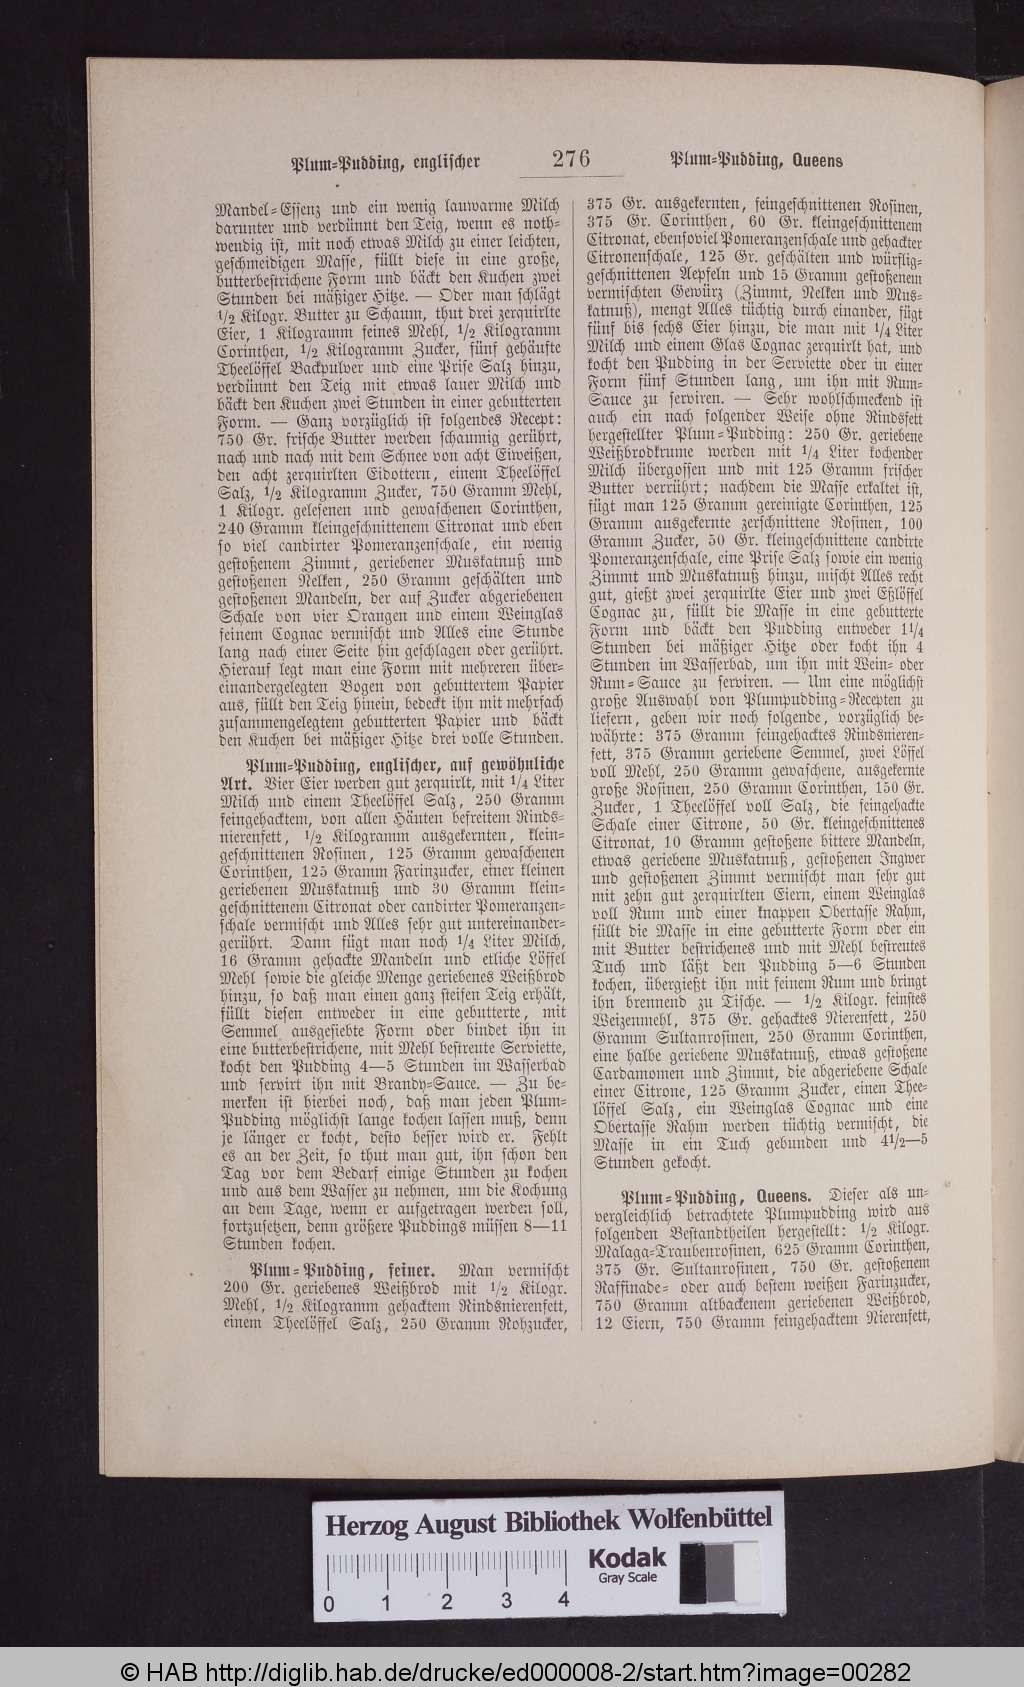 Plum-Pudding, englischer 276 Plum-Pudding, Queens
Mandel-Essenz und ein wenig lauwarme Milch
darunter und verdünnt den Teig, wenn es noth-
wendig ist, mit noch etwas Milch zu einer leichten,
geschmeidigen Masse, füllt diese in eine große,
butterbestrichene Form und bäckt den Kuchen zwei
Stunden bei mäßiger Hitze. — Oder man schlägt
1/2 Kilogr. Butter zu Schaum, thut drei zerquirlte
Eier, 1 Kilogramm feines Mehl, 1/2 Kilogramm
Corinthen, 1/2 Kilogramm Zucker, fünf gehäufte
Theelöffel Backpulver und eine Prise Salz hinzu,
verdünnt den Teig mit etwas lauer Milch und
bäckt den Kuchen zwei Stunden in einer gebutterten
Form. — Ganz vorzüglich ist folgendes Recept:
750 Gr. frische Butter werden schaumig gerührt,
nach und nach mit dem Schnee von acht Eiweißen,
den acht zerquirlten Eidottern, einem Theelöffel
Salz, 1/2 Kilogramm Zucker, 750 Gramm Mehl,
1 Kilogr. gelesenen und gewaschenen Corinthen,
240 Gramm kleingeschnittenem Citronat und eben
so viel candirter Pomeranzenschale, ein wenig
gestoßenem Zimmt, geriebener Muskatnuß und
gestoßenen Nelken, 250 Gramm geschälten und
gestoßenen Mandeln, der auf Zucker abgeriebenen
Schale von vier Orangen und einem Weinglas
feinem Cognac vermischt und Alles eine Stunde
lang nach einer Seite hin geschlagen oder gerührt.
Hierauf legt man eine Form mit mehreren über-
einandergelegten Bogen von gebuttertem Papier
aus, füllt den Teig hinein, bedeckt ihn mit mehrfach
zusammengelegtem gebutterten Papier und bäckt
den Kuchen bei mäßiger Hitze drei volle Stunden.
Plum-Pudding, englischer, auf gewöhnliche
Art. Vier Eier werden gut zerquirlt, mit 1/4 Liter
Milch und einem Theelöffel Salz, 250 Gramm
feingehacktem, von allen Häuten befreitem Rinds-
nierenfett, 1/2 Kilogramm ausgekernten, klein-
geschnittenen Rosinen, 125 Gramm gewaschenen
Corinthen, 125 Gramm Farinzucker, einer kleinen
geriebenen Muskatnuß und 30 Gramm klein-
geschnittenem Citronat oder candirter Pomeranzen-
schale vermischt und Alles sehr gut untereinander-
gerührt. Dann fügt man noch 1/4 Liter Milch,
16 Gramm gehackte Mandeln und etliche Löffel
Mehl sowie die gleiche Menge geriebenes Weißbrod
hinzu, so daß man einen ganz steifen Teig erhält,
füllt diesen entweder in eine gebutterte, mit
Semmel ausgesiebte Form oder bindet ihn in
eine butterbestrichene, mit Mehl bestreute Serviette,
kocht den Pudding 4—5 Stunden im Wasserbad
und servirt ihn mit Brandy-Sauce. — Zu be-
merken ist hierbei noch, daß man jeden Plum-
Pudding möglichst lange kochen lassen muß, denn
je länger er kocht, desto besser wird er. Fehlt
es an der Zeit, so thut man gut, ihn schon den
Tag vor dem Bedarf einige Stunden zu kochen
und aus dem Wasser zu nehmen, um die Kochung
an dem Tage, wenn er aufgetragen werden soll,
fortzusetzen, denn größere Puddings müssen 8—11
Stunden kochen.
Plum-Pudding, feiner. Man vermischt
200 Gr. geriebenes Weißbrod mit 1/2 Kilogr.
Mehl, 1/2 Kilogramm gehacktem Rindsnierenfett,
einem Theelöffel Salz, 250 Gramm Rohzucker,
375 Gr. ausgekernten, feingeschnittenen Rosinen,
375 Gr. Corinthen, 60 Gr. kleingeschnittenem
Citronat, ebensoviel Pomeranzenschale und gehackter
Citronenschale, 125 Gr. geschälten und würflig-
geschnittenen Aepfeln und 15 Gramm gestoßenem
vermischten Gewürz (Zimmt, Nelken und Mus-
katnuß), mengt Alles tüchtig durch einander, fügt
fünf bis sechs Eier hinzu, die man mit 1/4 Liter
Milch und einem Glas Cognac zerquirlt hat, und
kocht den Pudding in der Serviette oder in einer
Form fünf Stunden lang, um ihn mit Rum-
Sauce zu serviren. — Sehr wohlschmeckend ist
auch ein nach folgender Weise ohne Rindsfett
hergestellter Plum-Pudding: 250 Gr. geriebene
Weißbrodkrume werden mit 1/4 Liter kochender
Milch übergossen und mit 125 Gramm frischer
Butter verrührt; nachdem die Masse erkaltet ist,
fügt man 125 Gramm gereinigte Corinthen, 125
Gramm ausgekernte zerschnittene Rosinen, 100
Gramm Zucker, 50 Gr. kleingeschnittene candirte
Pomeranzenschale, eine Prise Salz sowie ein wenig
Zimmt und Muskatnuß hinzu, mischt Alles recht
gut, gießt zwei zerquirlte Eier und zwei Eßlöffel
Cognac zu, füllt die Masse in eine gebutterte
Form und bäckt den Pudding entweder 1 1/4
Stunden bei mäßiger Hitze oder kocht ihn 4
Stunden im Wasserbad, um ihn mit Wein- oder
Rum-Sauce zu serviren. — Um eine möglichst
große Auswahl von Plumpudding-Recepten zu
liefern, geben wir noch folgende, vorzüglich be-
währte: 375 Gramm feingehacktes Rindsnieren-
fett, 375 Gramm geriebene Semmel, zwei Löffel
voll Mehl, 250 Gramm gewaschene, ausgekernte
große Rosinen, 250 Gramm Corinthen, 150 Gr.
Zucker, 1 Theelöffel voll Salz, die feingehackte
Schale einer Citrone, 50 Gr. kleingeschnittenes
Citronat, 10 Gramm gestoßene bittere Mandeln,
etwas geriebene Muskatnuß, gestoßenen Ingwer
und gestoßenen Zimmt vermischt man sehr gut
mit zehn gut zerquirlten Eiern, einem Weinglas
voll Rum und einer knappen Obertasse Rahm,
füllt die Masse in eine gebutterte Form oder ein
mit Butter bestrichenes und mit Mehl bestreutes
Tuch und läßt den Pudding 5—6 Stunden
kochen, übergießt ihn mit feinem Rum und bringt
ihn brennend zu Tische. — 1/2 Kilogr. feinstes
Weizenmehl, 375 Gr. gehacktes Nierenfett, 250
Gramm Sultanrosinen, 250 Gramm Corinthen,
eine halbe geriebene Muskatnuß, etwas gestoßene
Cardamomen und Zimmt, die abgeriebene Schale
einer Citrone, 125 Gramm Zucker, einen Thee-
löffel Salz, ein Weinglas Cognac und eine
Obertasse Rahm werden tüchtig vermischt, die
Masse in ein Tuch gebunden und 4 1/2—5
Stunden gekocht.
Plum-Pudding, Queens. Dieser als un-
vergleichlich betrachtete Plumpudding wird aus
folgenden Bestandtheilen hergestellt: 1/2 Kilogr.
Malaga-Traubenrosinen, 625 Gramm Corinthen,
375 Gr. Sultanrosinen, 750 Gr. gestoßenem
Raffinade- oder auch bestem weißen Farinzucker,
750 Gramm altbackenem geriebenen Weißbrod,
12 Eiern, 750 Gramm feingehacktem Nierenfett,
Herzog August Bibliothek Wolfenbüttel
Kodak
Gray Scale
0 1 2 3 4
© HAB http://diglib.hab.de/drucke/ed000008-2/start.htm?image=00282